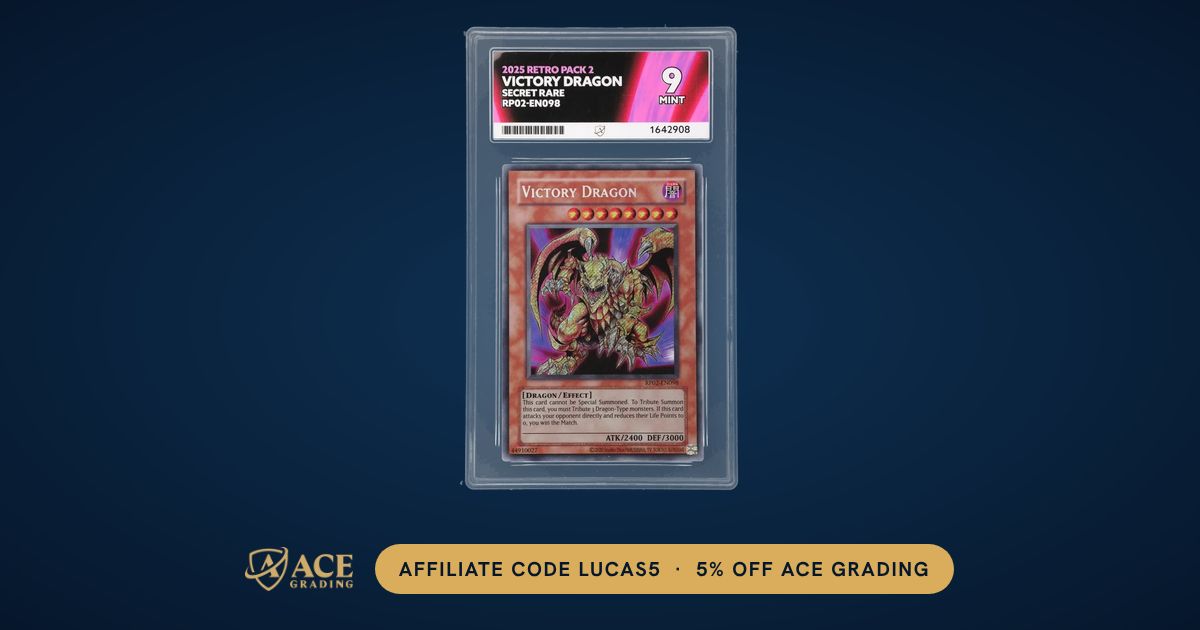 2025 RETRO PACK 2
VICTORY DRAGON
SECRET RARE
RP02-EN098
9
MINT
1642908
VICTORY DRAGON
RP02-EN098
[DRAGON/EFFECT]
This card cannot be Special Summoned. To Tribute Summon
this card, you must Tribute 3 Dragon-Type monsters. If this card
attacks your opponent directly and reduces their Life Points to
0, you win the Match.
ATK/2400 DEF/3000
44910027
ACE
GRADING
AFFILIATE CODE LUCAS5 · 5% OFF ACE GRADING